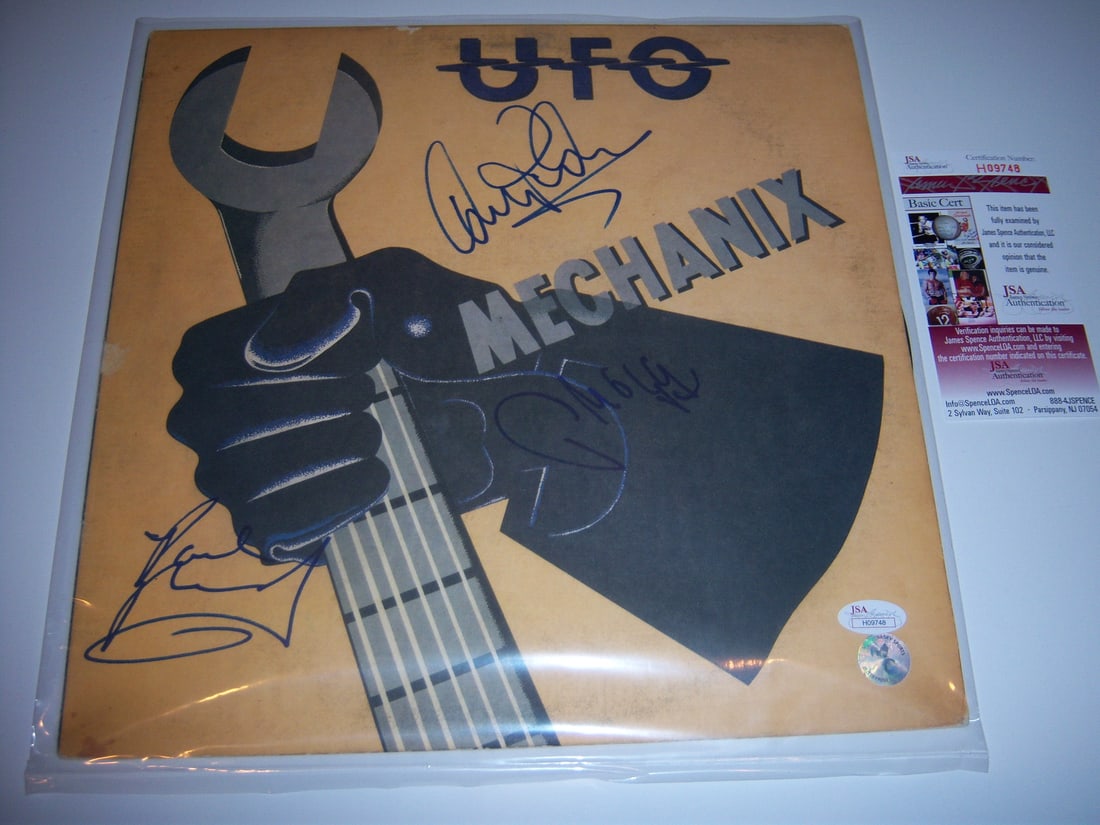 UFO
MECHANIX
JSA
H09748
JSA
Authentication
Certification Number:
H09748
Basic Cert
This item has been
fully examined by
James Spence Authentication, LLC
and it is our considered
opinion that the
item is genuine.
JSA
James Spence
Authentication
12
Verification inquiries can be made to
James Spence Authentication, LLC by visiting
www.SpenceLOA.com and entering
the certification number indicated on this certificate.
JSA
Authentication
www.SpenceLOA.com
Info@SpenceLOA.com 888-4JSPENCE
2 Sylvan Way, Suite 102 - Parsippany, NJ 07054